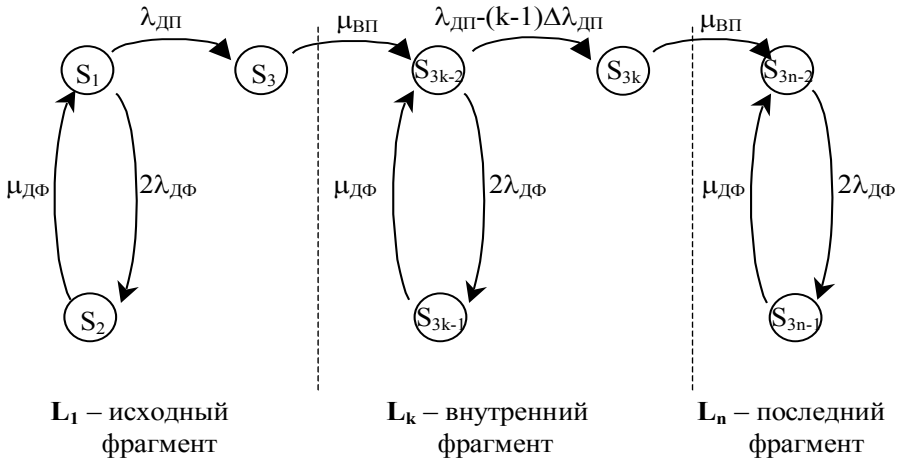 λДП μВП λДП-(k-1)ΔλДП μВП
S1 S3 S3k-2 S3k S3n-2
μДФ 2λДФ μДФ 2λДФ μДФ 2λДФ
S2 S3k-1 S3n-1
L1 – исходный
фрагмент
Lk – внутренний
фрагмент
Ln – последний
фрагмент